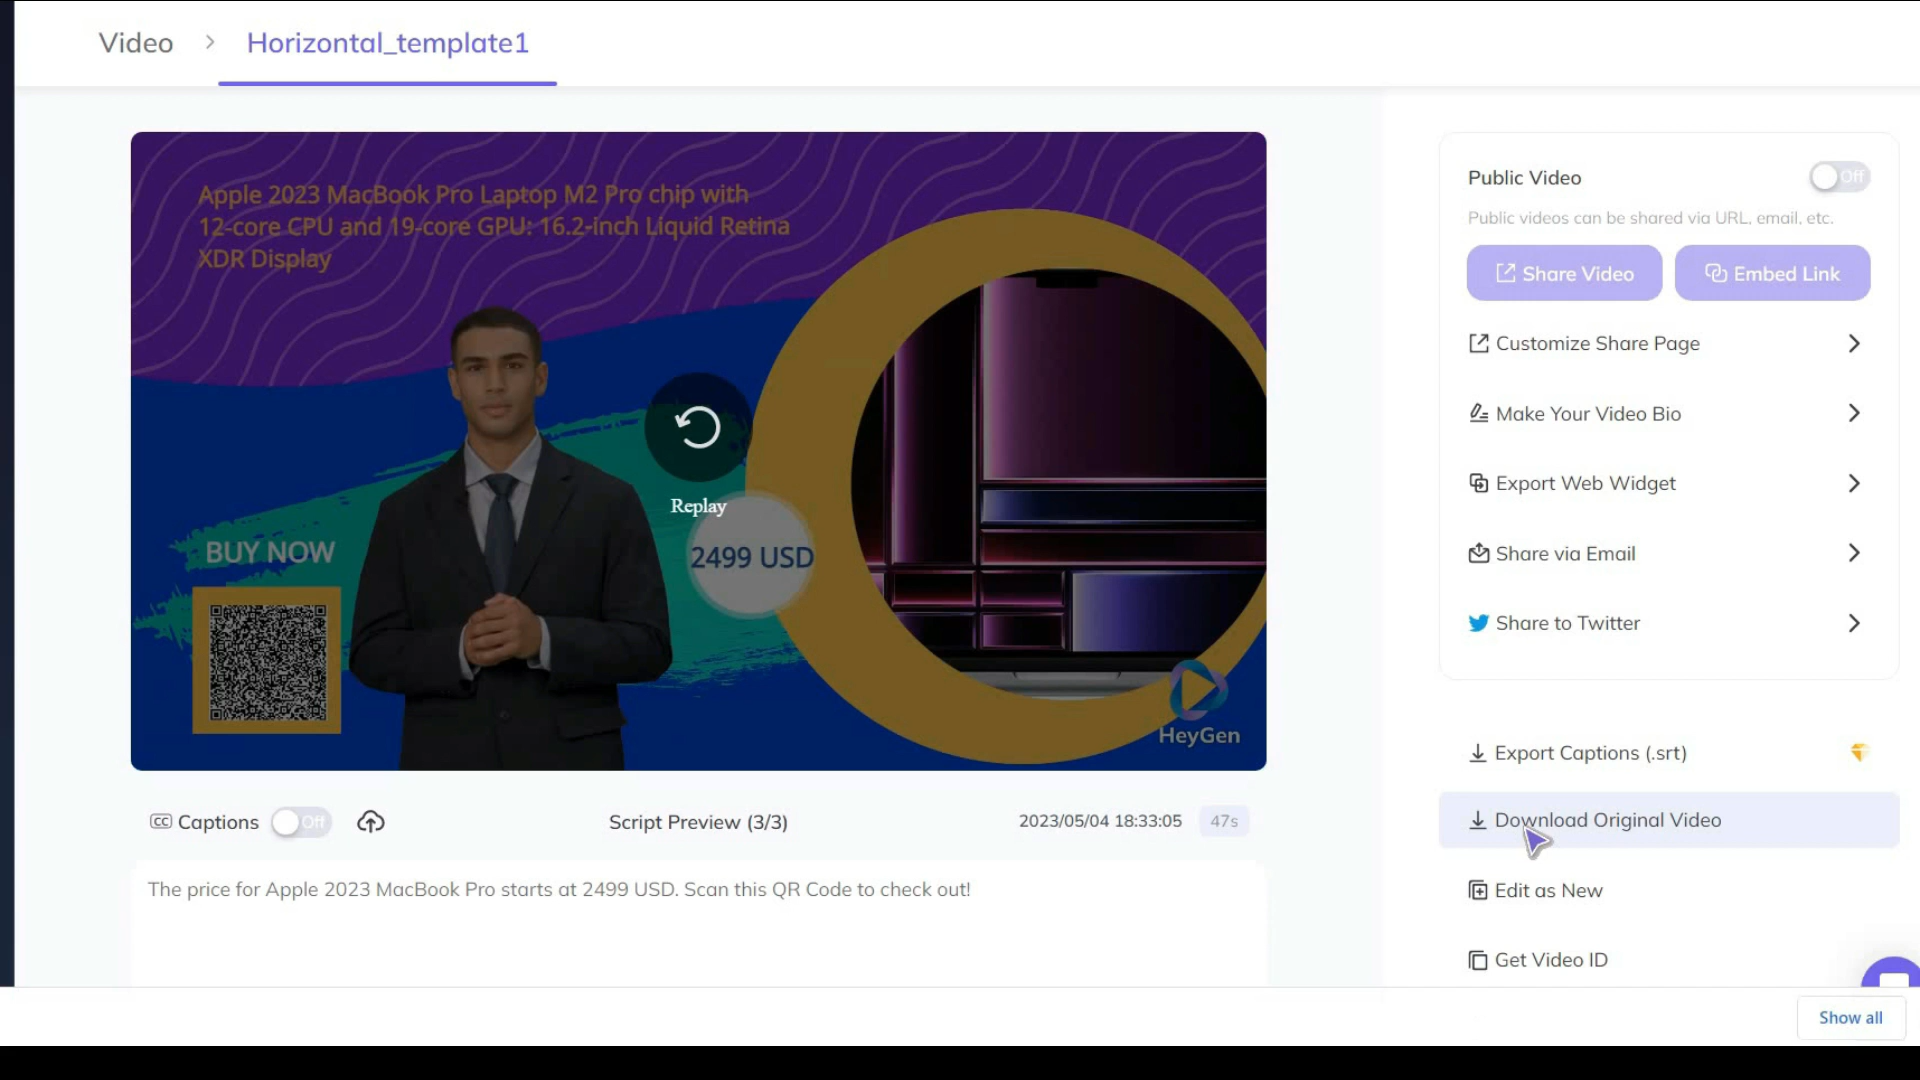 Video
Horizontal_template1
Apple 2023 MacBook Pro Laptop M2 Pro chip with
12-core CPU and 19-core GPU: 16.2-inch Liquid Retina
XDR Display
Replay
2499 USD
BUY NOW
HeyGen
CC Captions Off
Script Preview (3/3)
2023/05/04 18:33:05 47s
The price for Apple 2023 MacBook Pro starts at 2499 USD. Scan this QR Code to check out!
Public Video Off
Public videos can be shared via URL, email, etc.
Share Video
Embed Link
Customize Share Page
Make Your Video Bio
Export Web Widget
Share via Email
Share to Twitter
Export Captions (.srt)
Download Original Video
Edit as New
Get Video ID
Show all